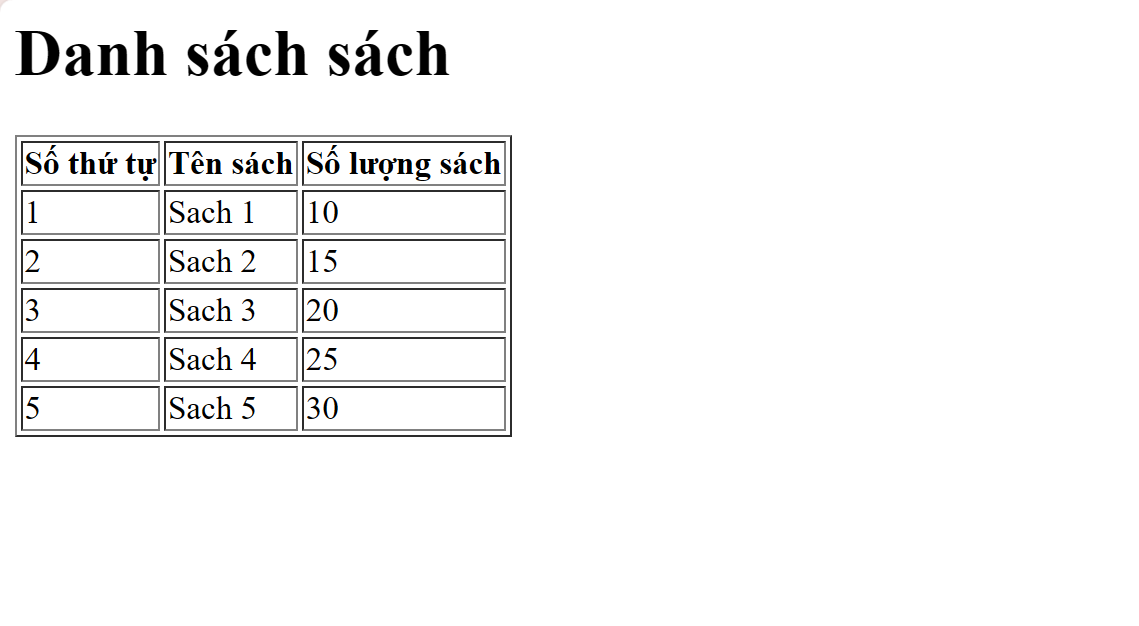 Danh sách sách
Số thứ tự Tên sách Số lượng sách
1 Sach 1 10
2 Sach 2 15
3 Sach 3 20
4 Sach 4 25
5 Sach 5 30